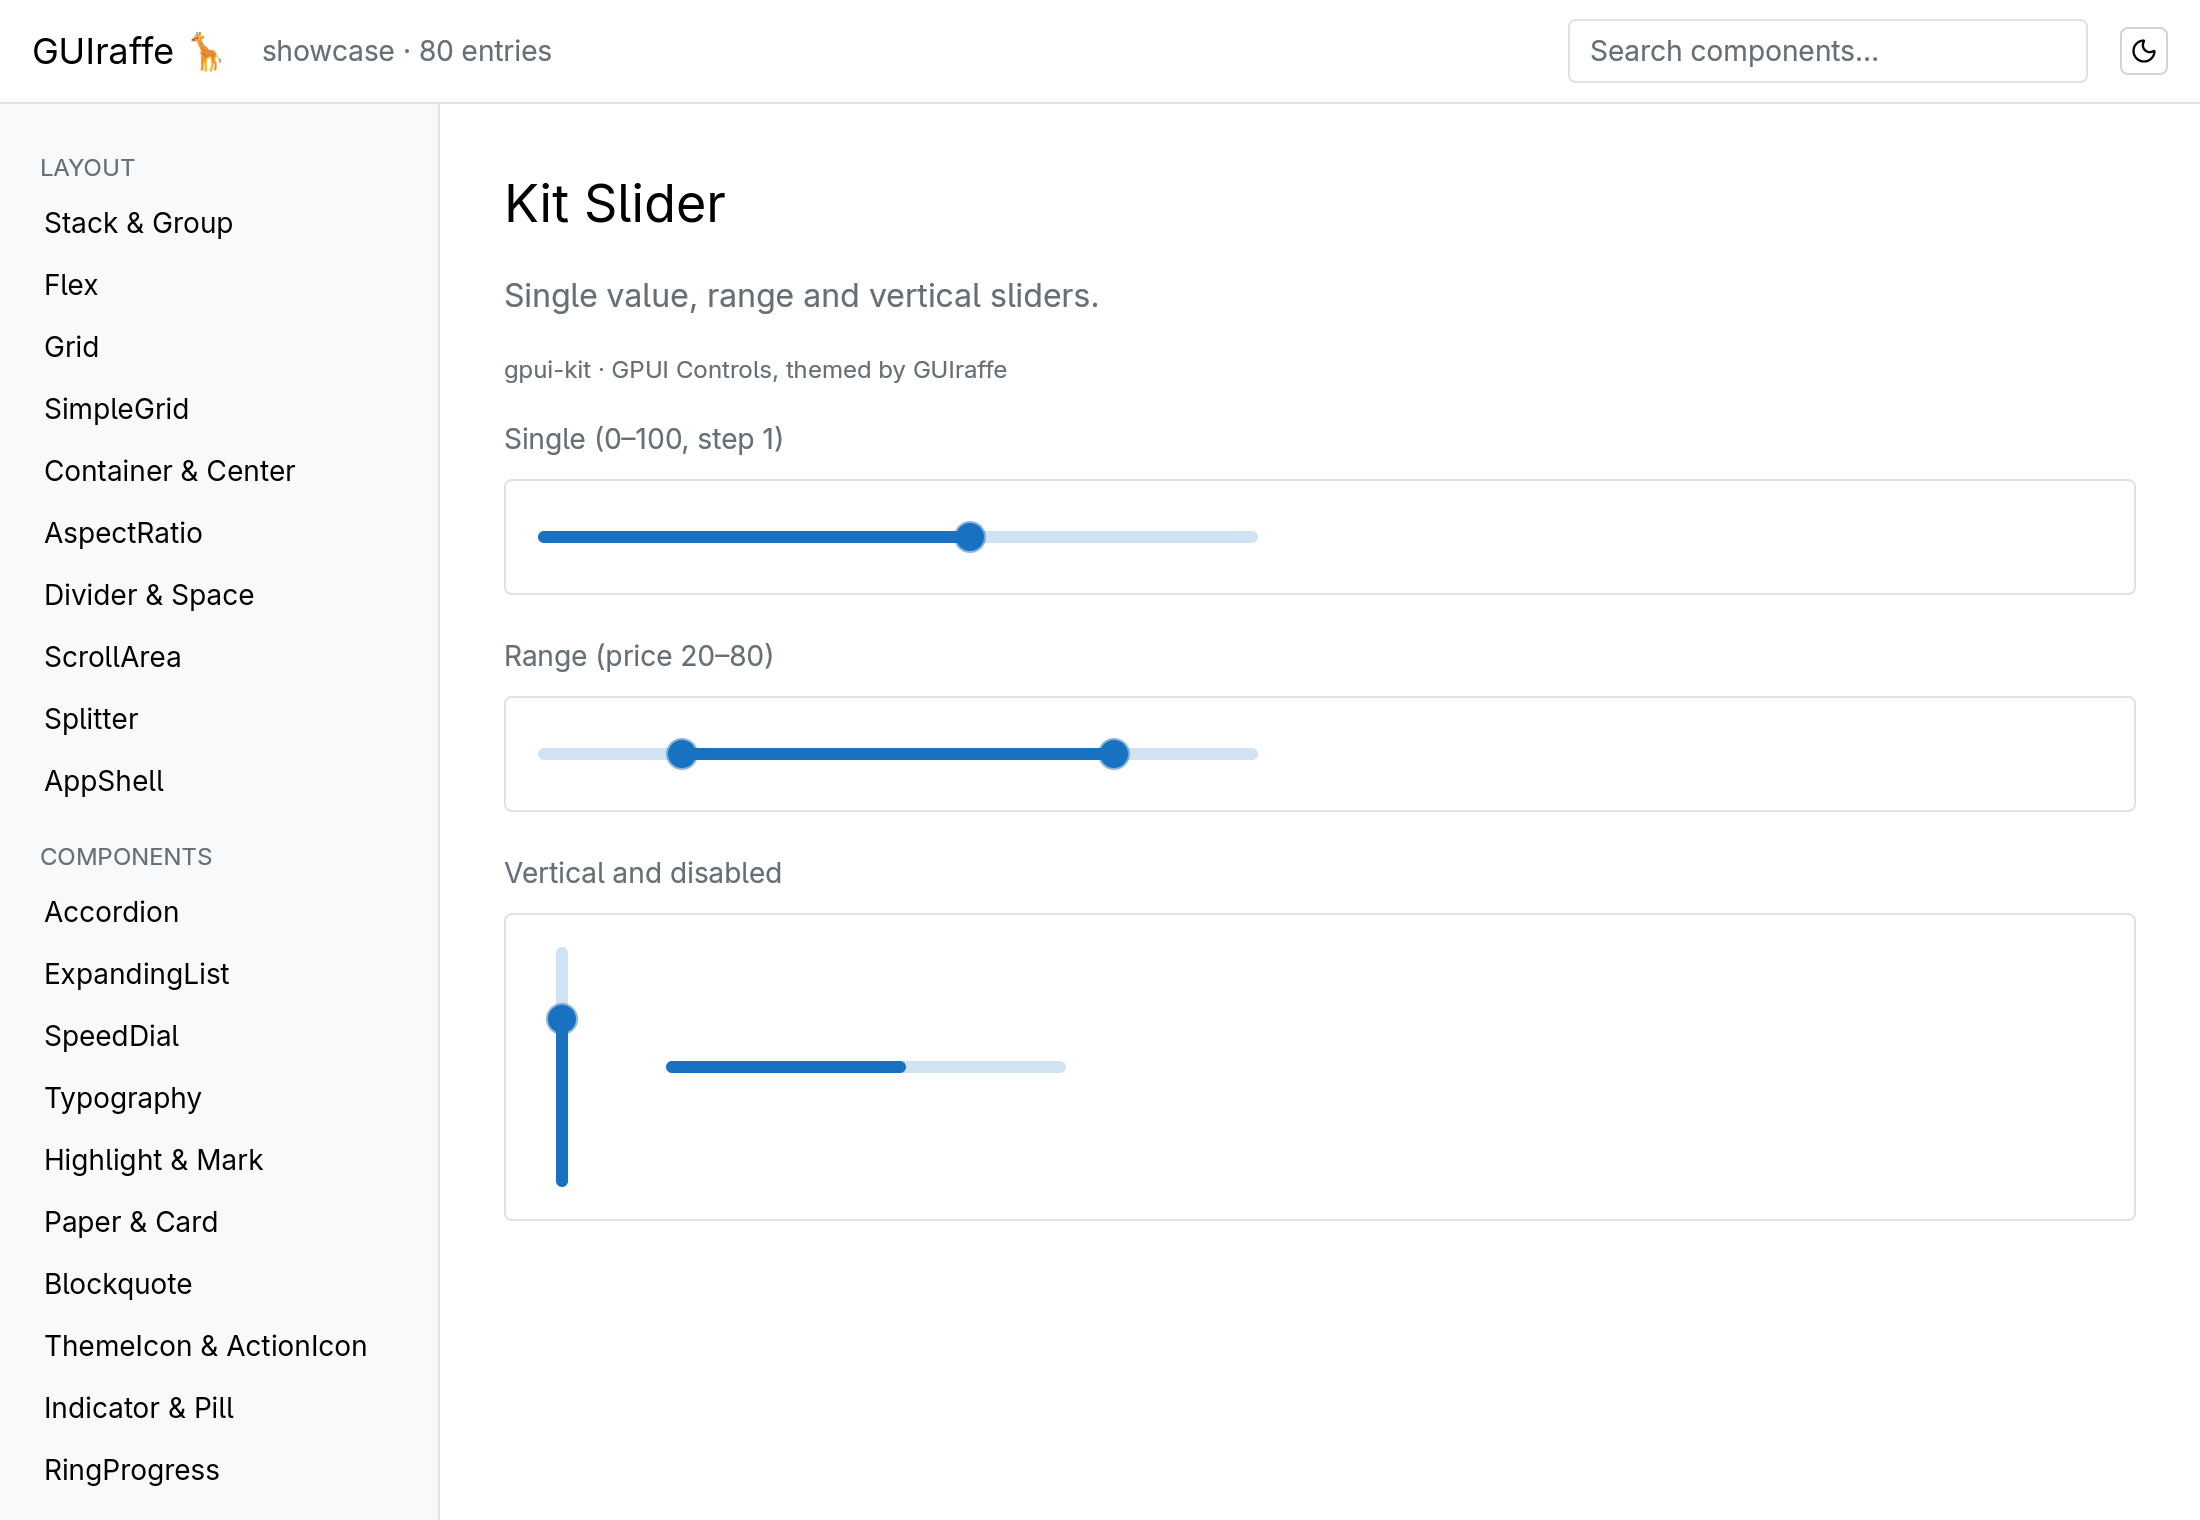 GUIraffe 🦒 showcase · 80 entries
Search components...
LAYOUT
Stack & Group
Flex
Grid
SimpleGrid
Container & Center
AspectRatio
Divider & Space
ScrollArea
Splitter
AppShell
COMPONENTS
Accordion
ExpandingList
SpeedDial
Typography
Highlight & Mark
Paper & Card
Blockquote
ThemeIcon & ActionIcon
Indicator & Pill
RingProgress
Kit Slider
Single value, range and vertical sliders.
gpui-kit · GPUI Controls, themed by GUIraffe
Single (0–100, step 1)
Range (price 20–80)
Vertical and disabled